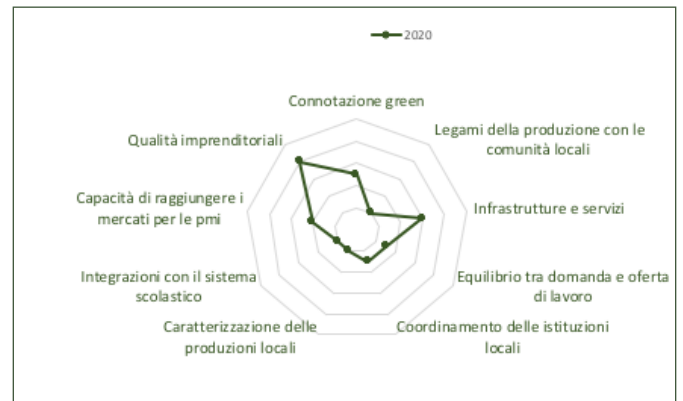 2020
Connotazione green
Legami della produzione con le
comunità locali
Infrastrutture e servizi
Equilibrio tra domanda e oferta
di lavoro
Coordinamento delle istituzioni
locali
Caratterizzazione delle
produzioni locali
Integrazioni con il sistema
scolastico
Capacità di raggiungere i
mercati per le pmi
Qualità imprenditoriali